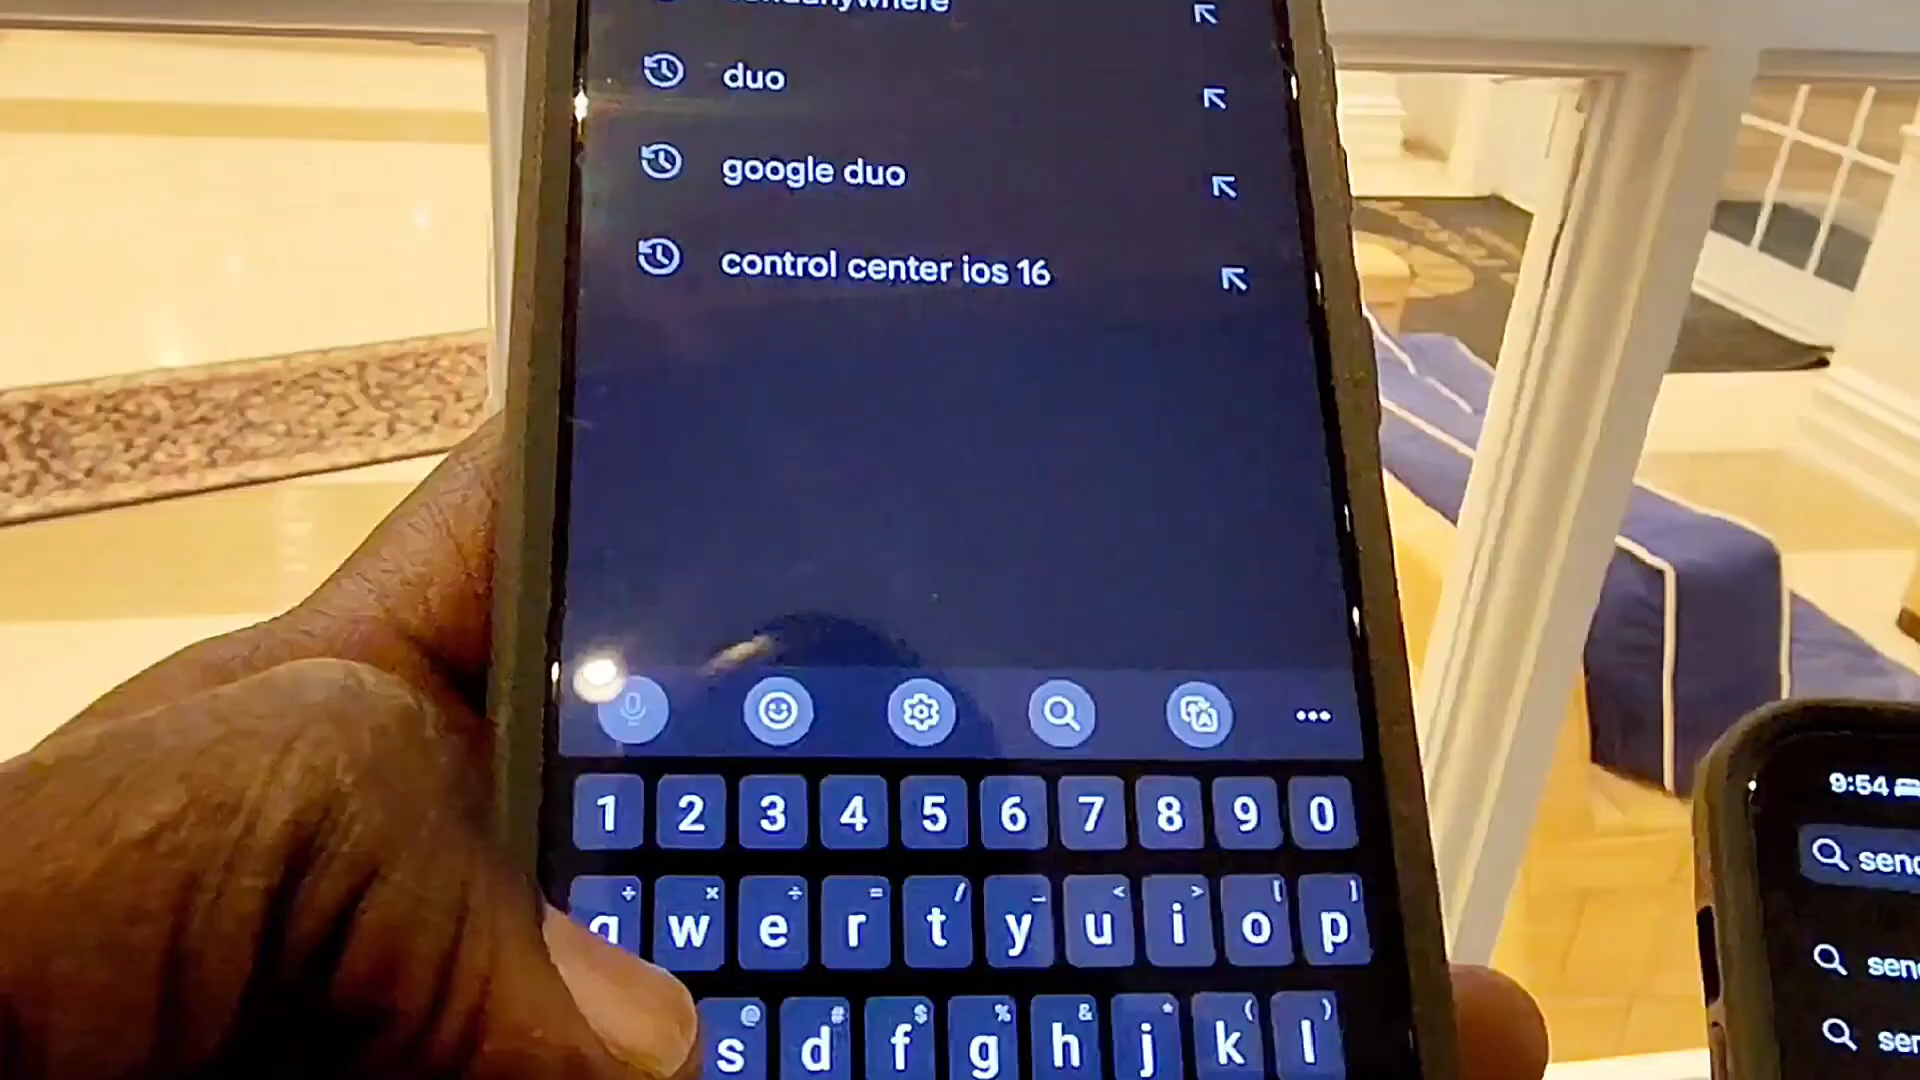 duo
google duo
control center ios 16
1 2 3 4 5 6 7 8 9 0
+ × ÷ = / _ < > [ ]
q w e r t y u i o p
@ # $ % & * ( )
s d f g h j k l
9:54